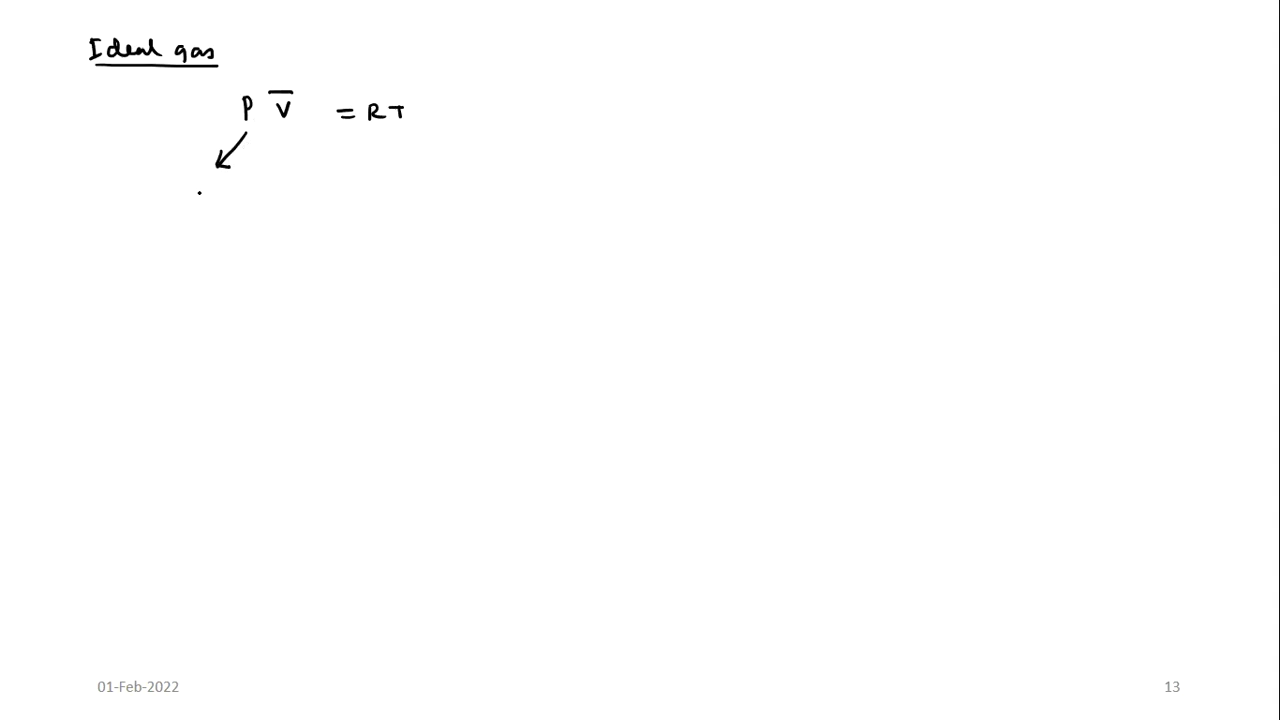 Ideal gas
P V̅ = RT
01-Feb-2022
13